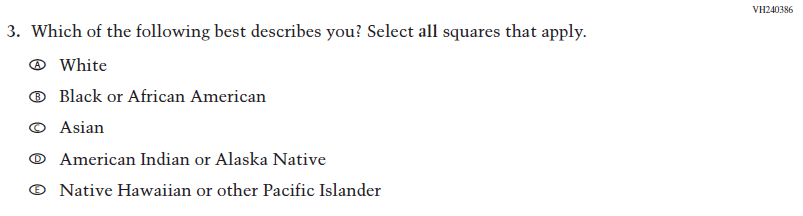 VH240386
3. Which of the following best describes you? Select all squares that apply.
A White
B Black or African American
C Asian
D American Indian or Alaska Native
E Native Hawaiian or other Pacific Islander